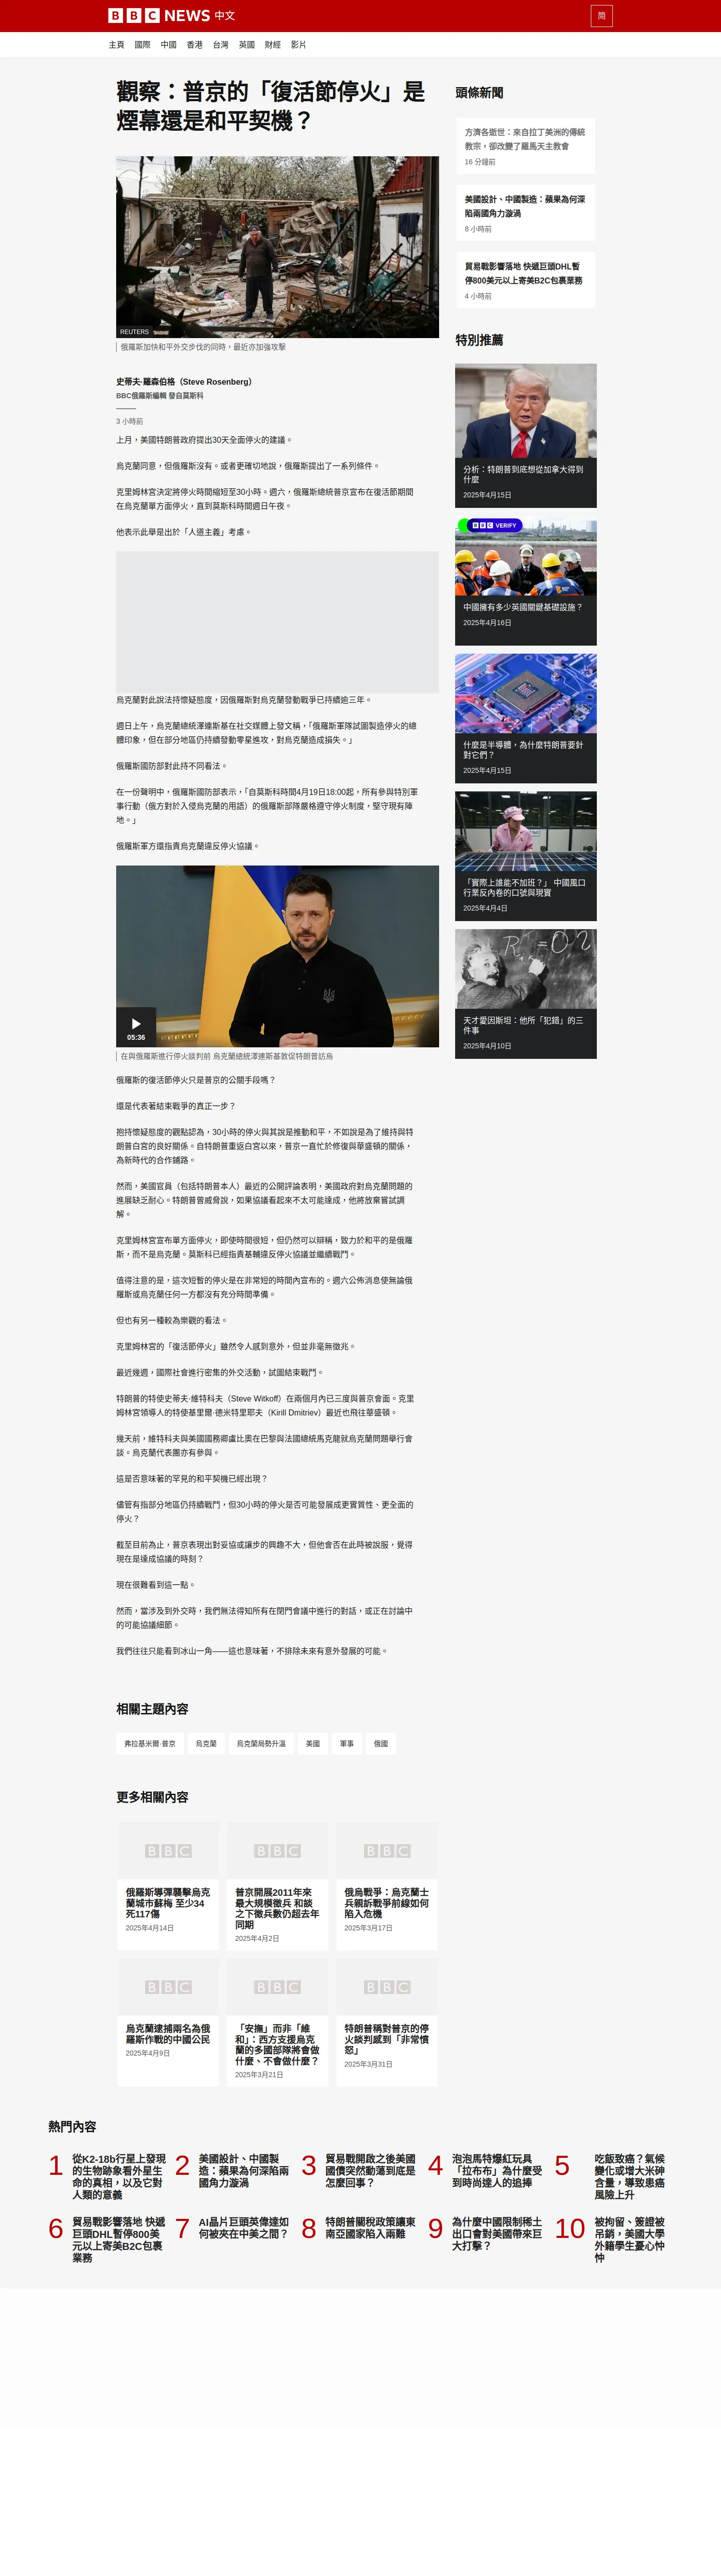 BBC NEWS 中文
简
主頁 國際 中國 香港 台灣 英國 財經 影片
觀察：普京的「復活節停火」是
煙幕還是和平契機？
REUTERS
俄羅斯加快和平外交步伐的同時，最近亦加強攻擊
史蒂夫·羅森伯格（Steve Rosenberg）
BBC俄羅斯編輯 發自莫斯科
3 小時前
上月，美國特朗普政府提出30天全面停火的建議。
烏克蘭同意，但俄羅斯沒有。或者更確切地說，俄羅斯提出了一系列條件。
克里姆林宮決定將停火時間縮短至30小時。週六，俄羅斯總統普京宣布在復活節期間
在烏克蘭單方面停火，直到莫斯科時間週日午夜。
他表示此舉是出於「人道主義」考慮。
烏克蘭對此說法持懷疑態度，因俄羅斯對烏克蘭發動戰爭已持續逾三年。
週日上午，烏克蘭總統澤連斯基在社交媒體上發文稱，「俄羅斯軍隊試圖製造停火的總
體印象，但在部分地區仍持續發動零星進攻，對烏克蘭造成損失。」
俄羅斯國防部對此持不同看法。
在一份聲明中，俄羅斯國防部表示，「自莫斯科時間4月19日18:00起，所有參與特別軍
事行動（俄方對於入侵烏克蘭的用語）的俄羅斯部隊嚴格遵守停火制度，堅守現有陣
地。」
俄羅斯軍方還指責烏克蘭違反停火協議。
05:36
在與俄羅斯進行停火談判前 烏克蘭總統澤連斯基敦促特朗普訪烏
俄羅斯的復活節停火只是普京的公關手段嗎？
還是代表著結束戰爭的真正一步？
抱持懷疑態度的觀點認為，30小時的停火與其說是推動和平，不如說是為了維持與特
朗普白宮的良好關係。自特朗普重返白宮以來，普京一直忙於修復與華盛頓的關係，
為新時代的合作鋪路。
然而，美國官員（包括特朗普本人）最近的公開評論表明，美國政府對烏克蘭問題的
進展缺乏耐心。特朗普曾威脅說，如果協議看起來不太可能達成，他將放棄嘗試調
解。
克里姆林宮宣布單方面停火，即使時間很短，但仍然可以辯稱，致力於和平的是俄羅
斯，而不是烏克蘭。莫斯科已經指責基輔違反停火協議並繼續戰鬥。
值得注意的是，這次短暫的停火是在非常短的時間內宣布的。週六公佈消息使無論俄
羅斯或烏克蘭任何一方都沒有充分時間準備。
但也有另一種較為樂觀的看法。
克里姆林宮的「復活節停火」雖然令人感到意外，但並非毫無徵兆。
最近幾週，國際社會進行密集的外交活動，試圖結束戰鬥。
特朗普的特使史蒂夫·維特科夫（Steve Witkoff）在兩個月內已三度與普京會面。克里
姆林宮領導人的特使基里爾·德米特里耶夫（Kirill Dmitriev）最近也飛往華盛頓。
幾天前，維特科夫與美國國務卿盧比奧在巴黎與法國總統馬克龍就烏克蘭問題舉行會
談。烏克蘭代表團亦有參與。
這是否意味著的罕見的和平契機已經出現？
儘管有指部分地區仍持續戰鬥，但30小時的停火是否可能發展成更實質性、更全面的
停火？
截至目前為止，普京表現出對妥協或讓步的興趣不大，但他會否在此時被說服，覺得
現在是達成協議的時刻？
現在很難看到這一點。
然而，當涉及到外交時，我們無法得知所有在閉門會議中進行的對話，或正在討論中
的可能協議細節。
我們往往只能看到冰山一角——這也意味著，不排除未來有意外發展的可能。
相關主題內容
弗拉基米爾·普京 烏克蘭 烏克蘭局勢升溫 美國 軍事 俄國
更多相關內容
BBC
俄羅斯導彈襲擊烏克
蘭城市蘇梅 至少34
死117傷
2025年4月14日
BBC
普京開展2011年來
最大規模徵兵 和談
之下徵兵數仍超去年
同期
2025年4月2日
BBC
俄烏戰爭：烏克蘭士
兵親訴戰爭前線如何
陷入危機
2025年3月17日
BBC
烏克蘭逮捕兩名為俄
羅斯作戰的中國公民
2025年4月9日
BBC
「安撫」而非「維
和」：西方支援烏克
蘭的多國部隊將會做
什麼、不會做什麼？
2025年3月21日
BBC
特朗普稱對普京的停
火談判感到「非常憤
怒」
2025年3月31日
頭條新聞
方濟各逝世：來自拉丁美洲的傳統
教宗，卻改變了羅馬天主教會
16 分鐘前
美國設計、中國製造：蘋果為何深
陷兩國角力漩渦
8 小時前
貿易戰影響落地 快遞巨頭DHL暫
停800美元以上寄美B2C包裹業務
4 小時前
特別推薦
分析：特朗普到底想從加拿大得到
什麼
2025年4月15日
BBC VERIFY
中國擁有多少英國關鍵基礎設施？
2025年4月16日
什麼是半導體，為什麼特朗普要針
對它們？
2025年4月15日
「實際上誰能不加班？」 中國風口
行業反內卷的口號與現實
2025年4月4日
天才愛因斯坦：他所「犯錯」的三
件事
2025年4月10日
熱門內容
1 從K2-18b行星上發現
的生物跡象看外星生
命的真相，以及它對
人類的意義
2 美國設計、中國製
造：蘋果為何深陷兩
國角力漩渦
3 貿易戰開啟之後美國
國債突然動蕩到底是
怎麼回事？
4 泡泡馬特爆紅玩具
「拉布布」為什麼受
到時尚達人的追捧
5 吃飯致癌？氣候
變化或增大米砷
含量，導致患癌
風險上升
6 貿易戰影響落地 快遞
巨頭DHL暫停800美
元以上寄美B2C包裹
業務
7 AI晶片巨頭英偉達如
何被夾在中美之間？
8 特朗普關稅政策讓東
南亞國家陷入兩難
9 為什麼中國限制稀土
出口會對美國帶來巨
大打擊？
10 被拘留、簽證被
吊銷，美國大學
外籍學生憂心忡
忡